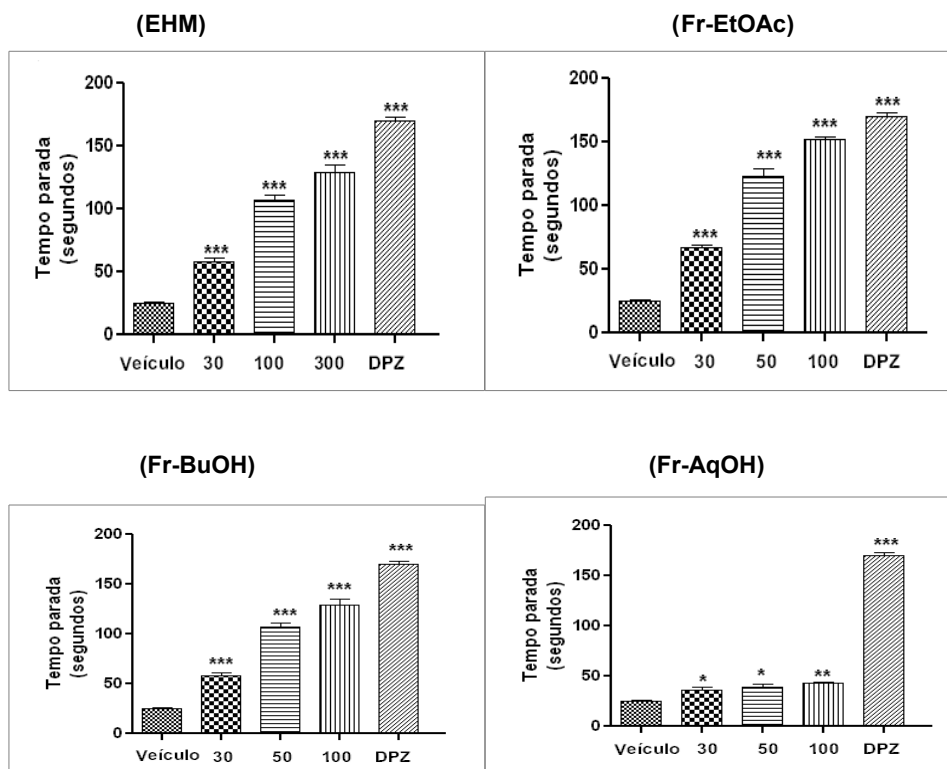 (EHM)
(Fr-EtOAc)
200
150
100
50
0
Tempo parada
(segundos)
***
***
***
***
Veículo 30 100 300 DPZ
200
150
100
50
0
Tempo parada
(segundos)
***
***
***
***
Veículo 30 50 100 DPZ
(Fr-BuOH)
(Fr-AqOH)
200
150
100
50
0
Tempo parada
(segundos)
***
***
***
***
Veículo 30 50 100 DPZ
200
150
100
50
0
Tempo parada
(segundos)
*
*
**
***
Veículo 30 50 100 DPZ